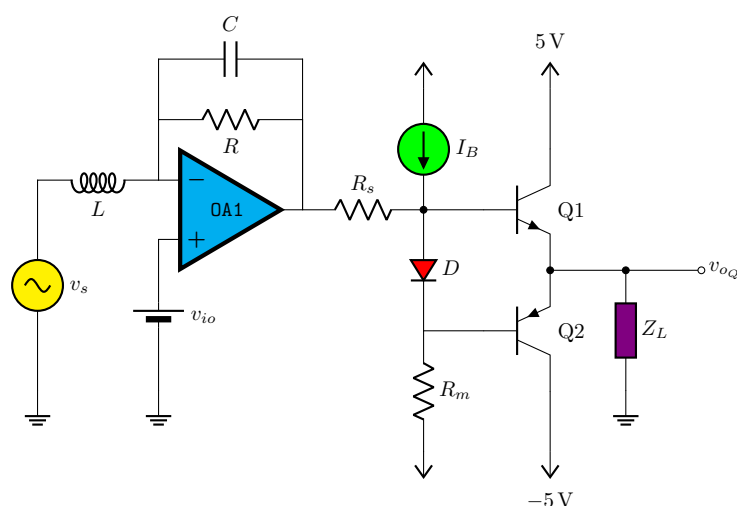 C
5 V
R
I_B
R_s
L
−
OA1
+
Q1
D
v_s
v_{io}
v_{o_Q}
Q2
Z_L
R_m
−5 V